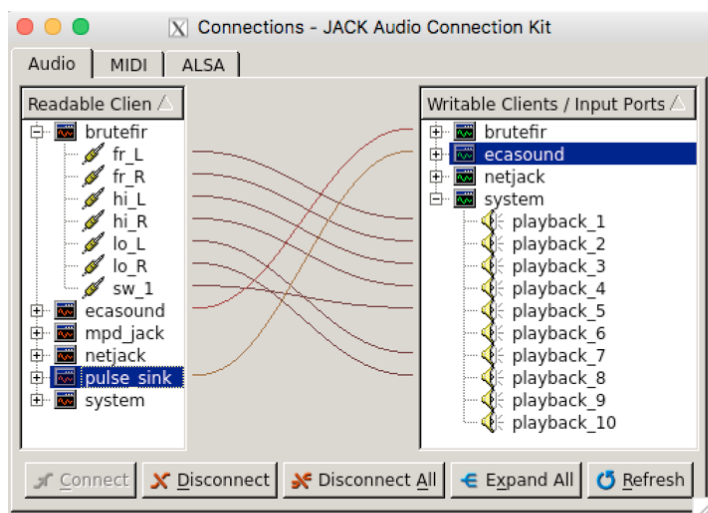 Connections - JACK Audio Connection Kit
Audio MIDI ALSA
Readable Clien
brutefir
fr_L
fr_R
hi_L
hi_R
lo_L
lo_R
sw_1
ecasound
mpd_jack
netjack
pulse_sink
system
Writable Clients / Input Ports
brutefir
ecasound
netjack
system
playback_1
playback_2
playback_3
playback_4
playback_5
playback_6
playback_7
playback_8
playback_9
playback_10
Connect Disconnect Disconnect All Expand All Refresh